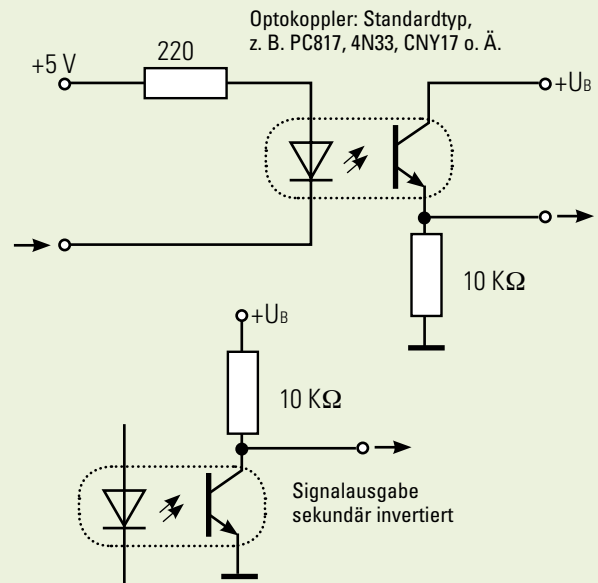 Optokoppler: Standardtyp,
z. B. PC817, 4N33, CNY17 o. Ä.
+5 V
220
+UB
10 KΩ
+UB
10 KΩ
Signalausgabe
sekundär invertiert